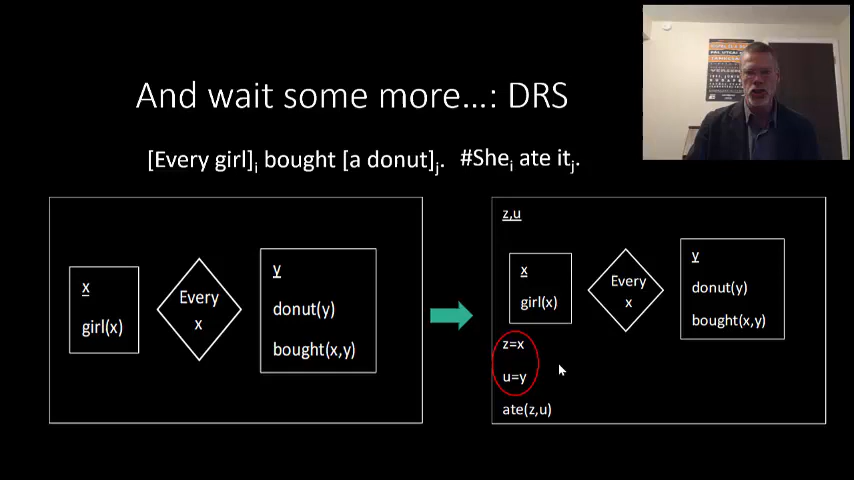 And wait some more…: DRS
[Every girl]i bought [a donut]j. #Shei ate itj.
x
girl(x)
Every
x
y
donut(y)
bought(x,y)
z,u
x
girl(x)
Every
x
y
donut(y)
bought(x,y)
z=x
u=y
ate(z,u)